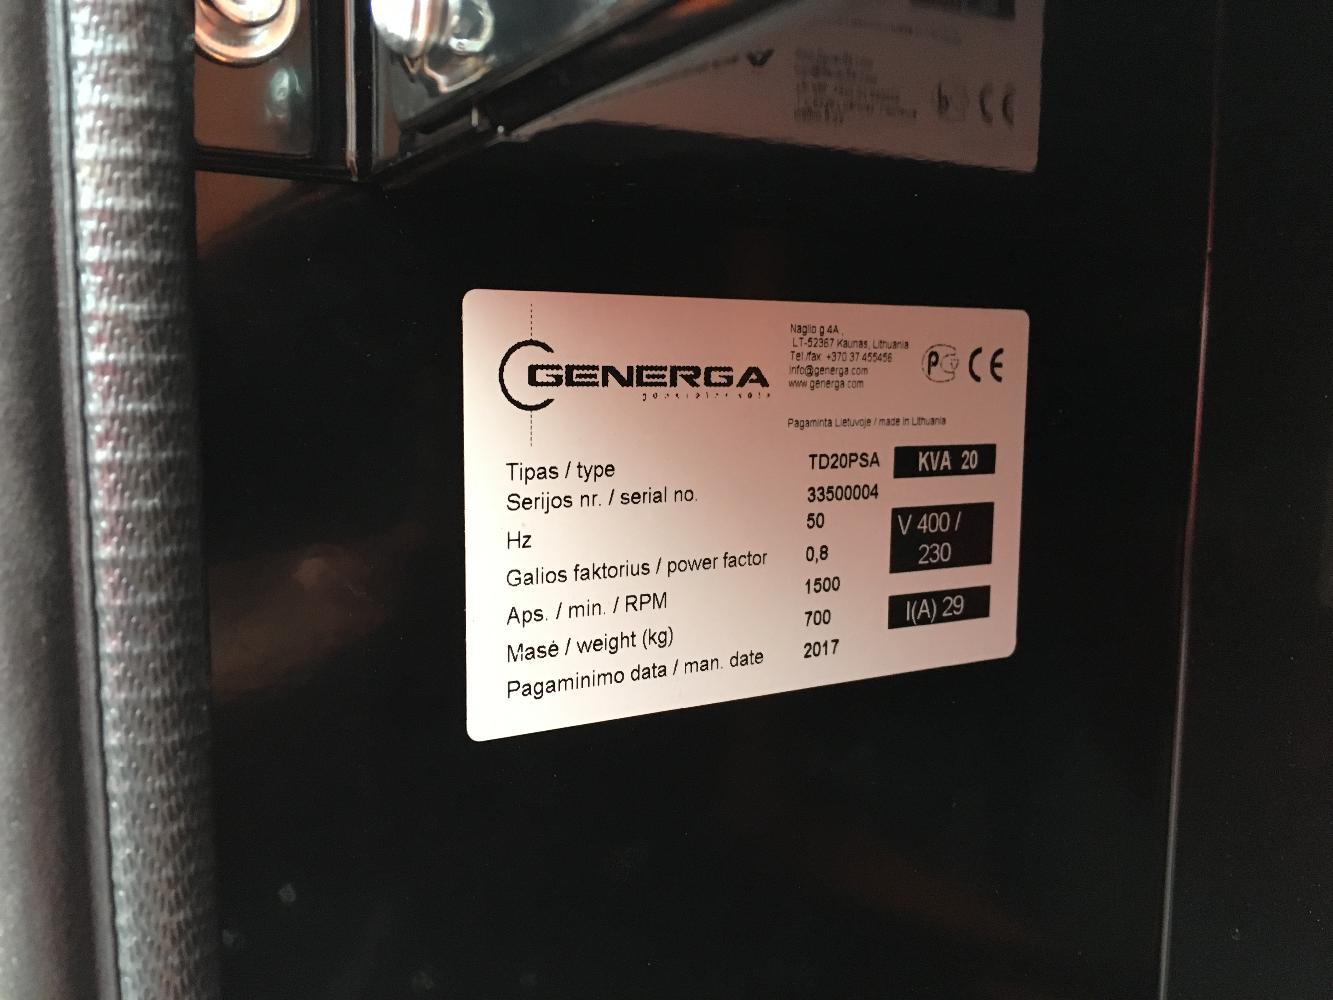 GENERGA
Naglio g 4A ,
LT-52367 Kaunas, Lithuania
Tel./fax +370 37 455456
info@generga.com
www.generga.com
PG CE
Pagaminta Lietuvoje / made in Lithuania
Tipas / type TD20PSA KVA 20
Serijos nr. / serial no. 33500004
Hz 50 V 400 /
230
Galios faktorius / power factor 0,8
Aps. / min. / RPM 1500 I(A) 29
Masė / weight (kg) 700
Pagaminimo data / man. date 2017